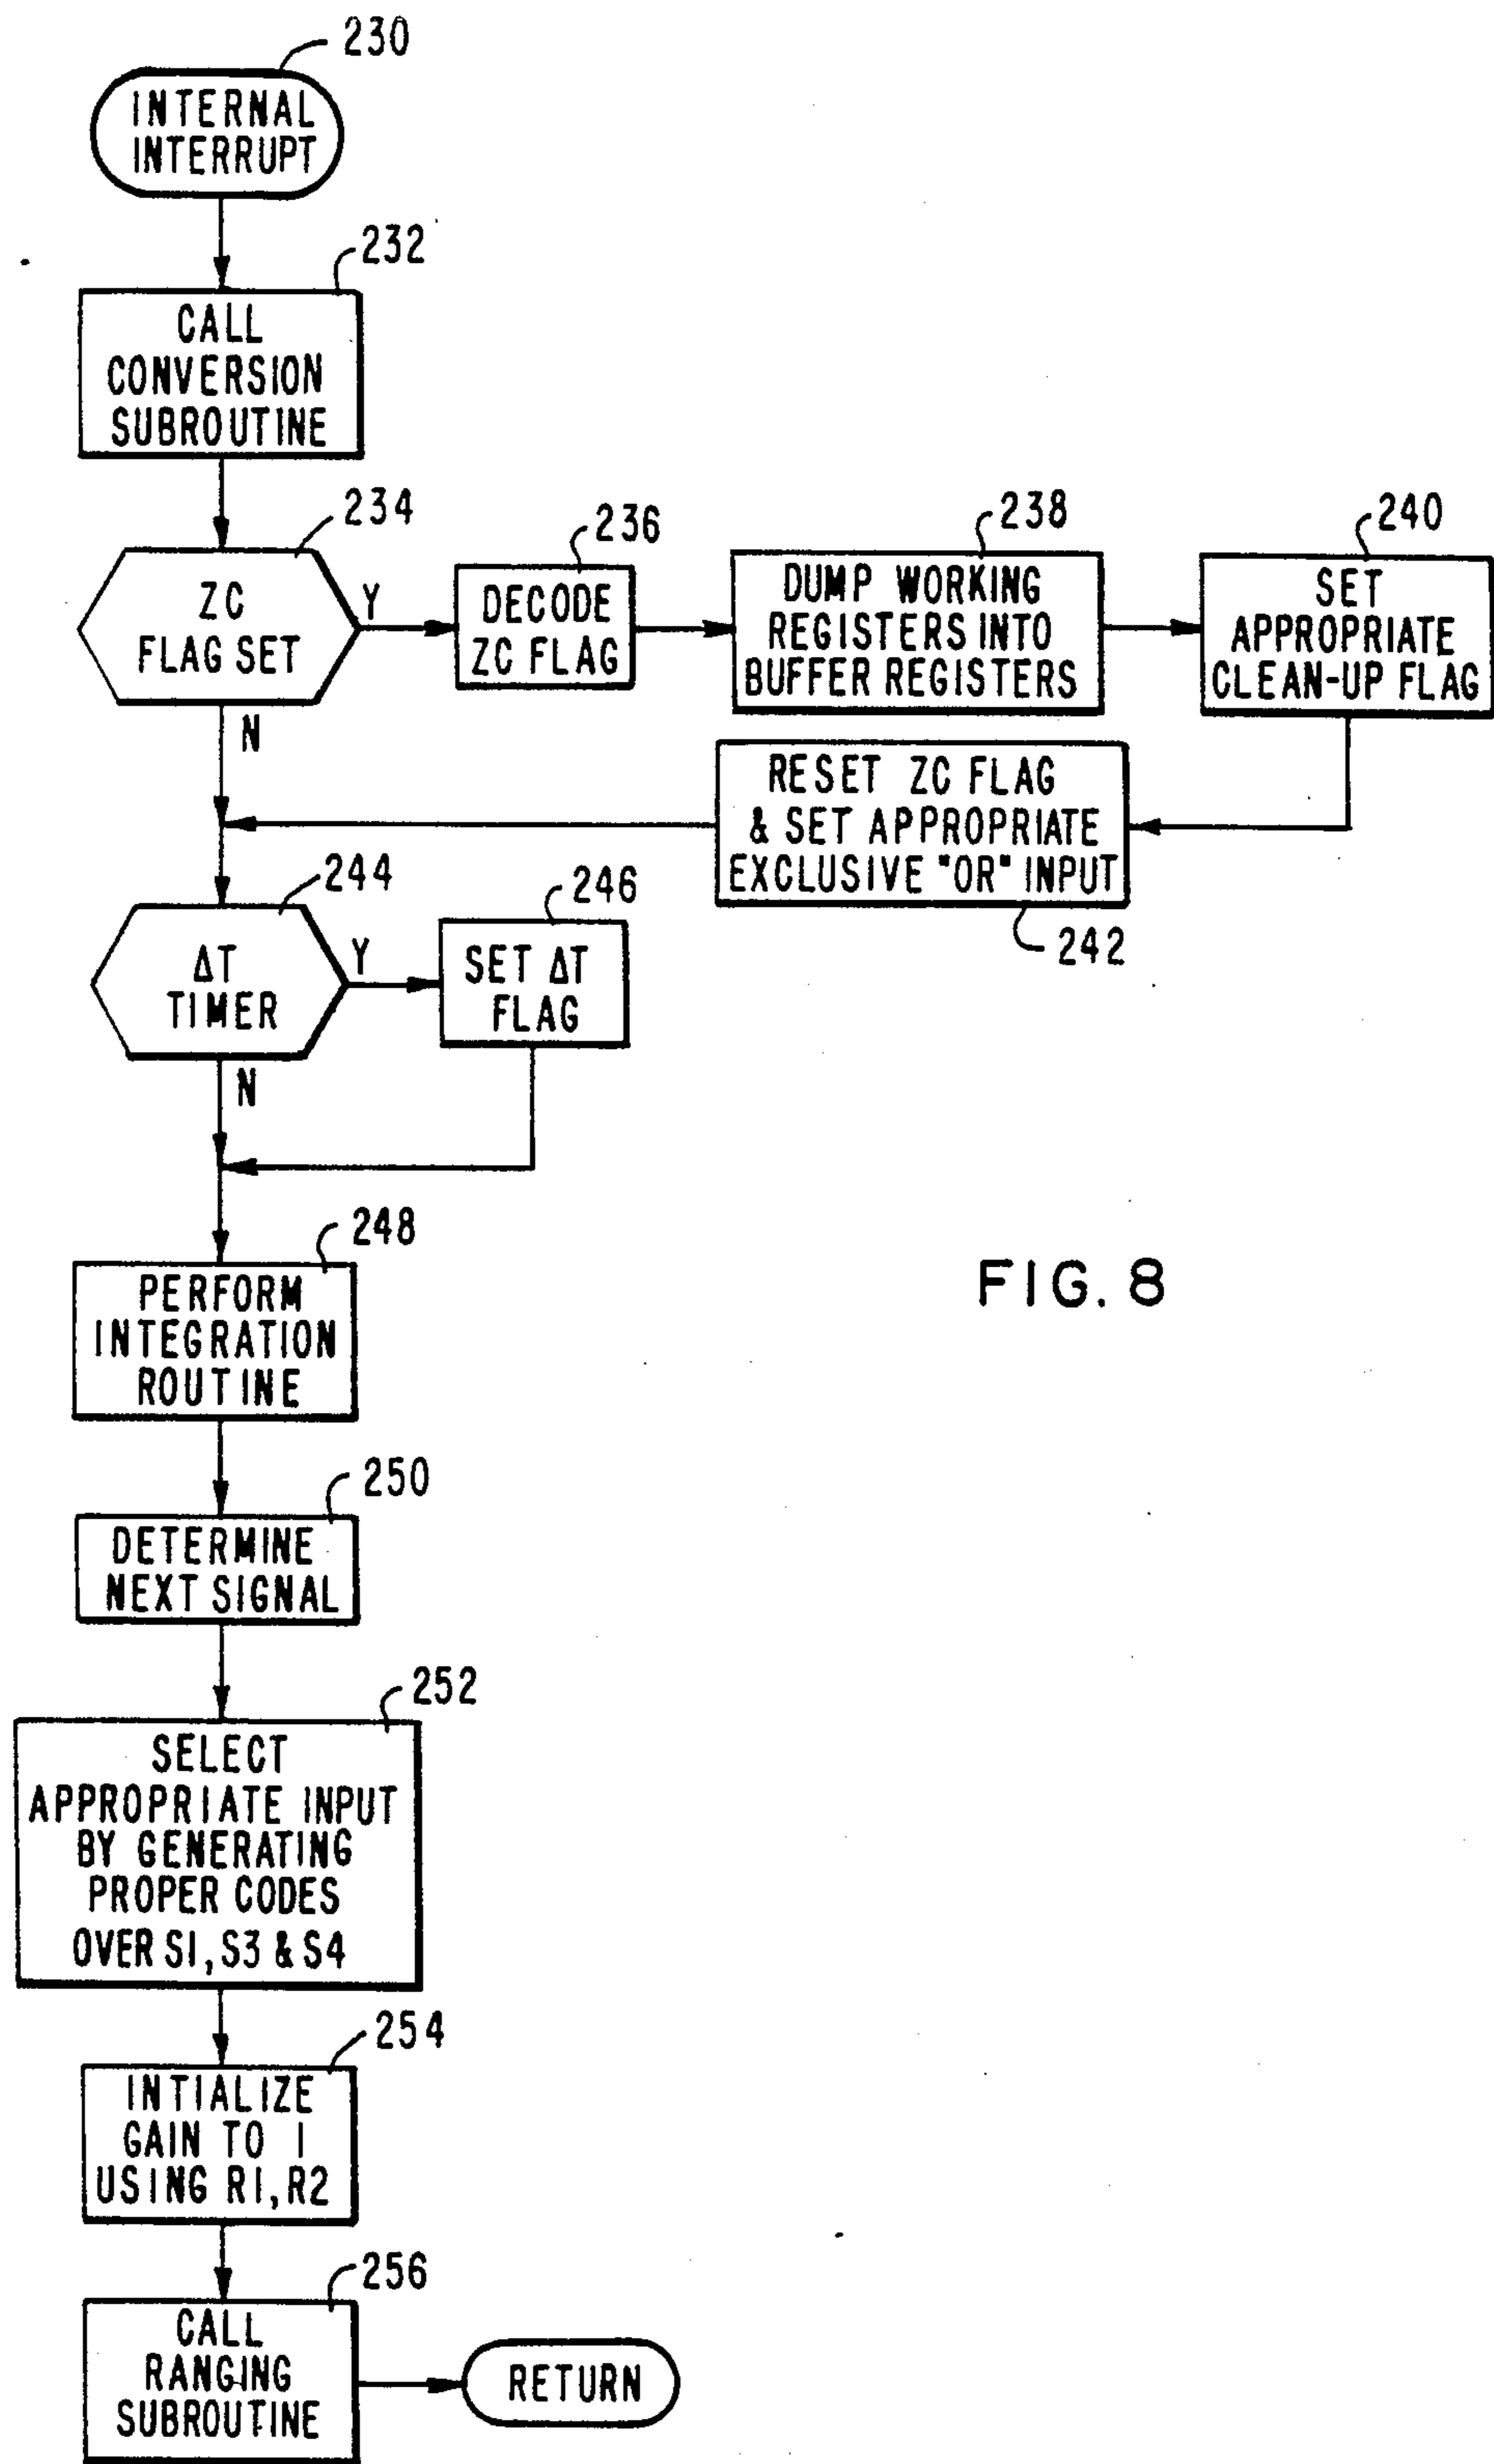 230
INTERNAL
INTERRUPT
232
CALL
CONVERSION
SUBROUTINE
234
ZC
FLAG SET
Y
N
236
DECODE
ZC FLAG
238
DUMP WORKING
REGISTERS INTO
BUFFER REGISTERS
240
SET
APPROPRIATE
CLEAN-UP FLAG
RESET ZC FLAG
& SET APPROPRIATE
EXCLUSIVE "OR" INPUT
242
244
ΔT
TIMER
Y
N
246
SET ΔT
FLAG
248
PERFORM
INTEGRATION
ROUTINE
FIG. 8
250
DETERMINE
NEXT SIGNAL
252
SELECT
APPROPRIATE INPUT
BY GENERATING
PROPER CODES
OVER S1, S3 & S4
254
INTIALIZE
GAIN TO 1
USING R1, R2
256
CALL
RANGING
SUBROUTINE
RETURN